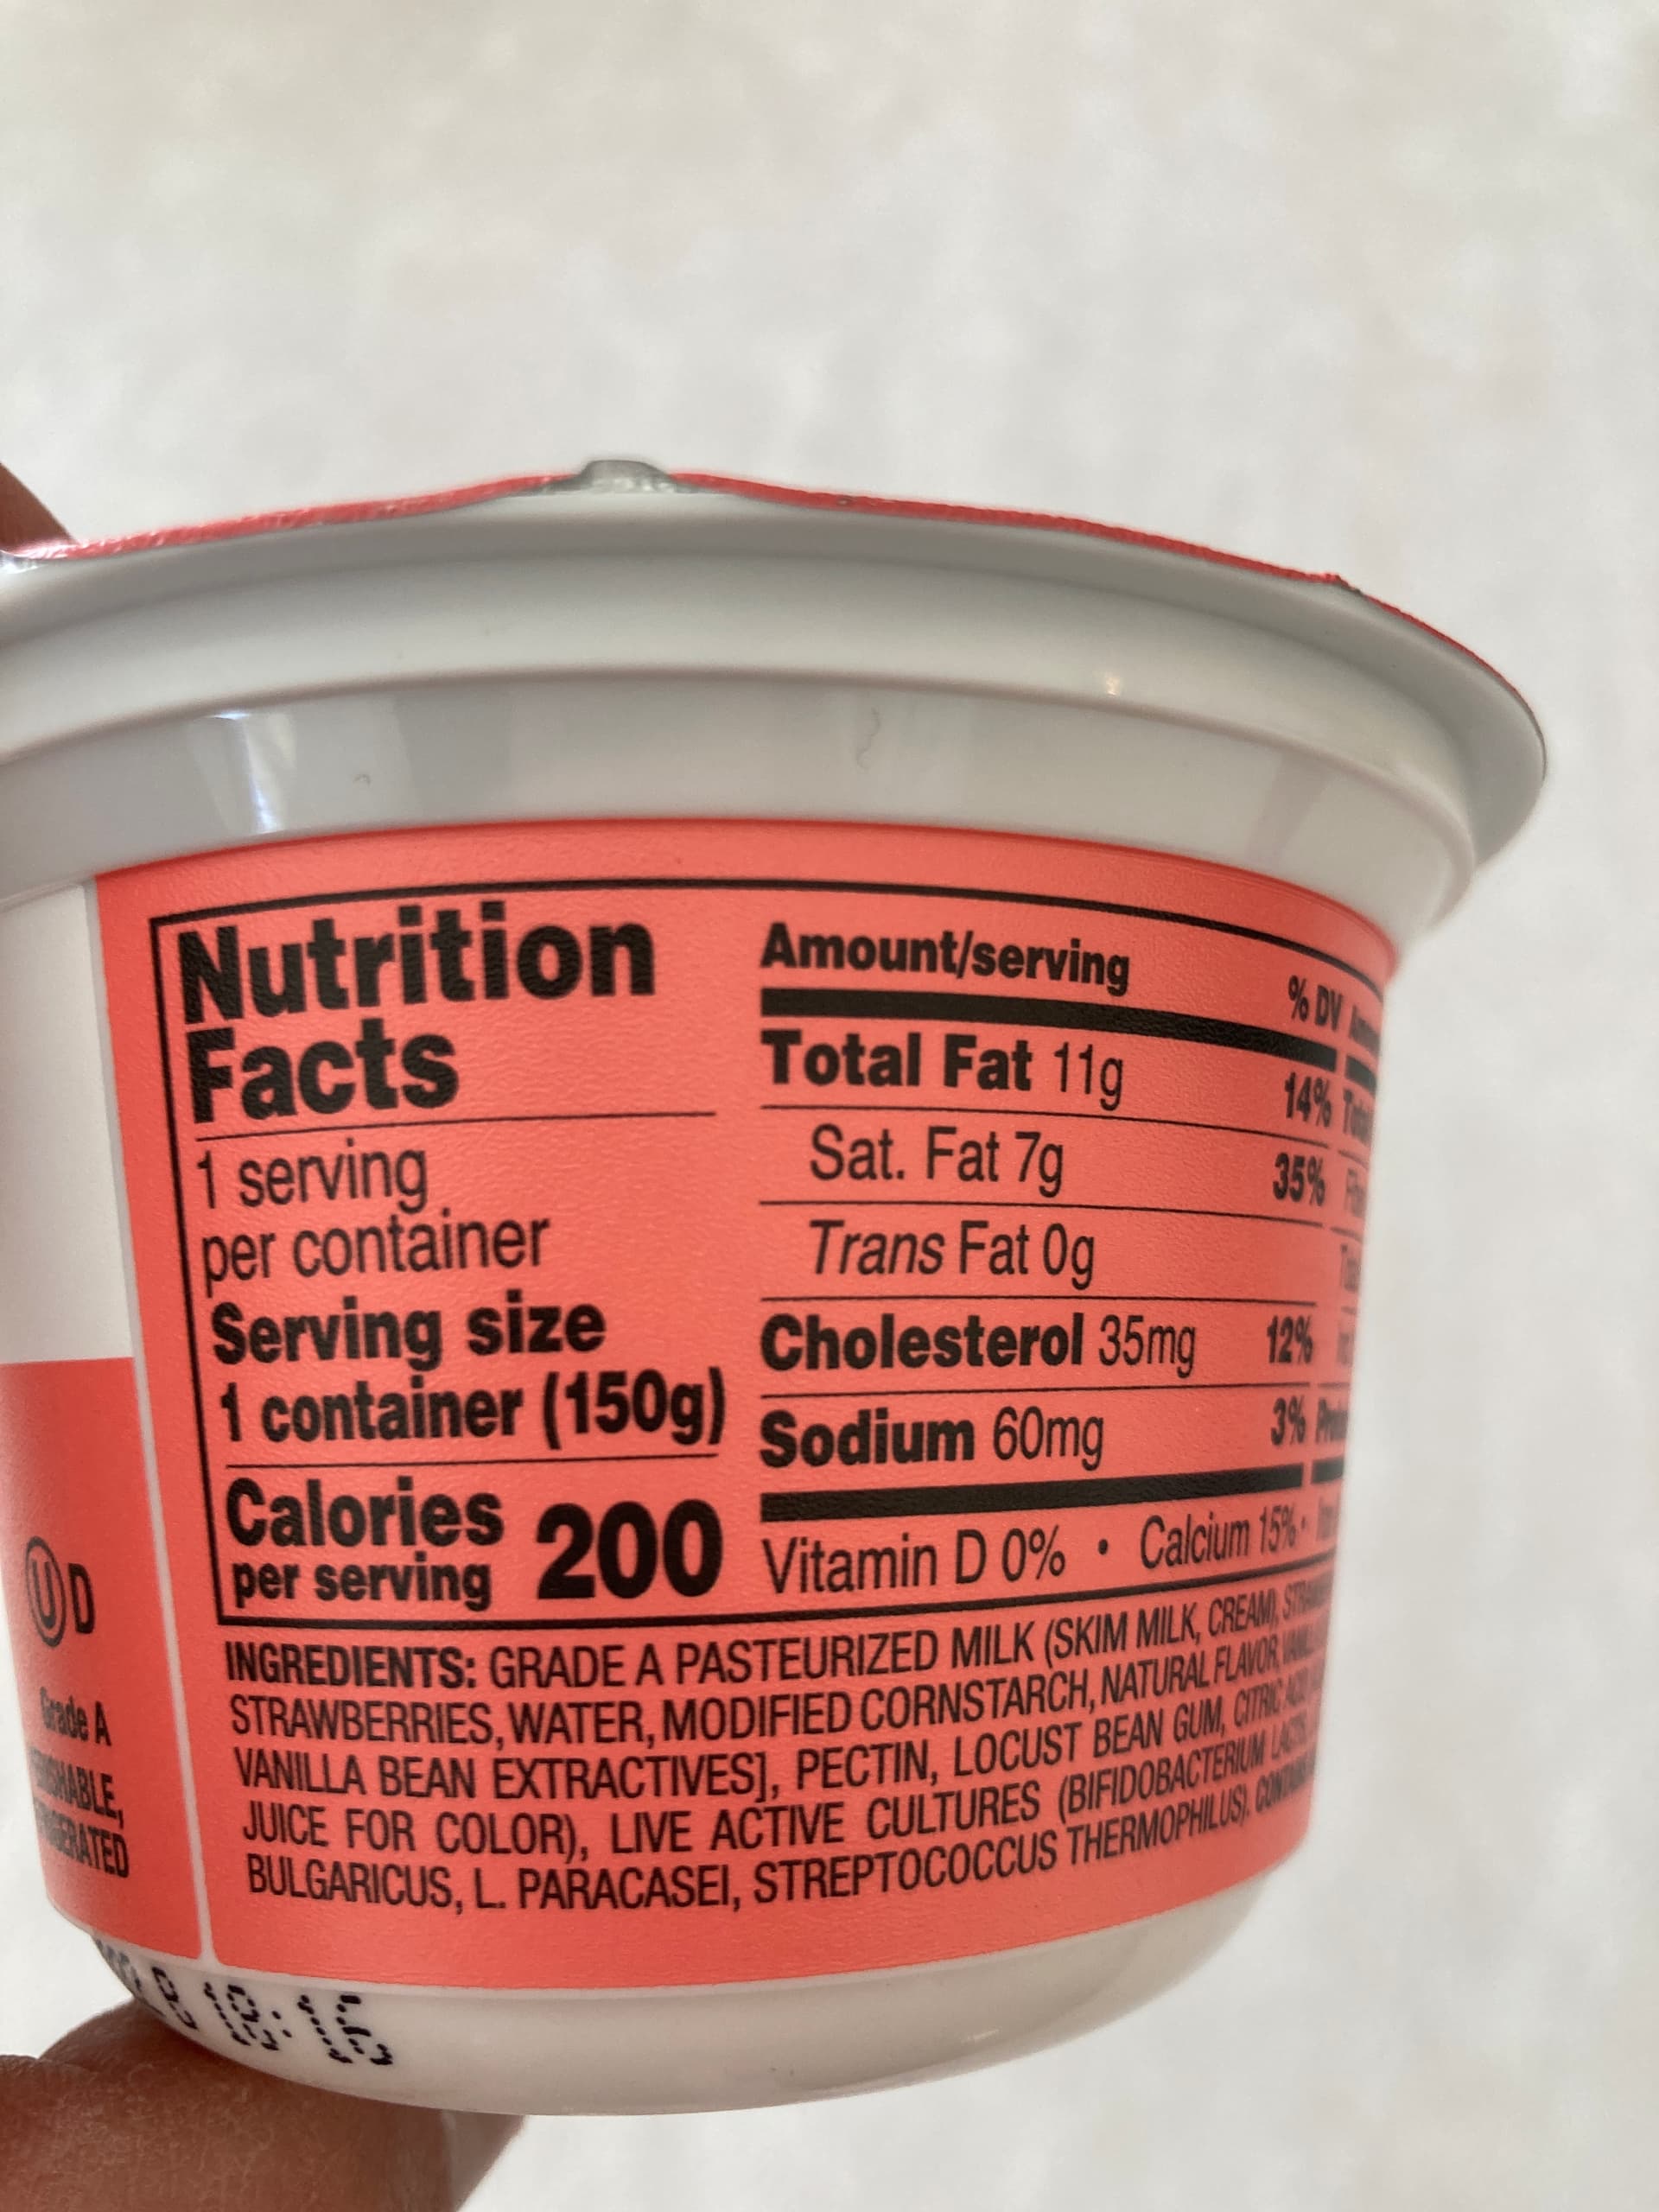 Nutrition
Facts
1 serving
per container
Serving size
1 container (150g)
Calories
per serving 200
Amount/serving % DV
Total Fat 11g 14%
Sat. Fat 7g 35%
Trans Fat 0g
Cholesterol 35mg 12%
Sodium 60mg 3%
Vitamin D 0% • Calcium 15% •
INGREDIENTS: GRADE A PASTEURIZED MILK (SKIM MILK, CREAM),
STRAWBERRIES, WATER, MODIFIED CORNSTARCH, NATURAL FLAVOR,
VANILLA BEAN EXTRACTIVES], PECTIN, LOCUST BEAN GUM, CITRIC
JUICE FOR COLOR), LIVE ACTIVE CULTURES (BIFIDOBACTERIUM
BULGARICUS, L. PARACASEI, STREPTOCOCCUS THERMOPHILUS).
U D
Grade A
8 18:16